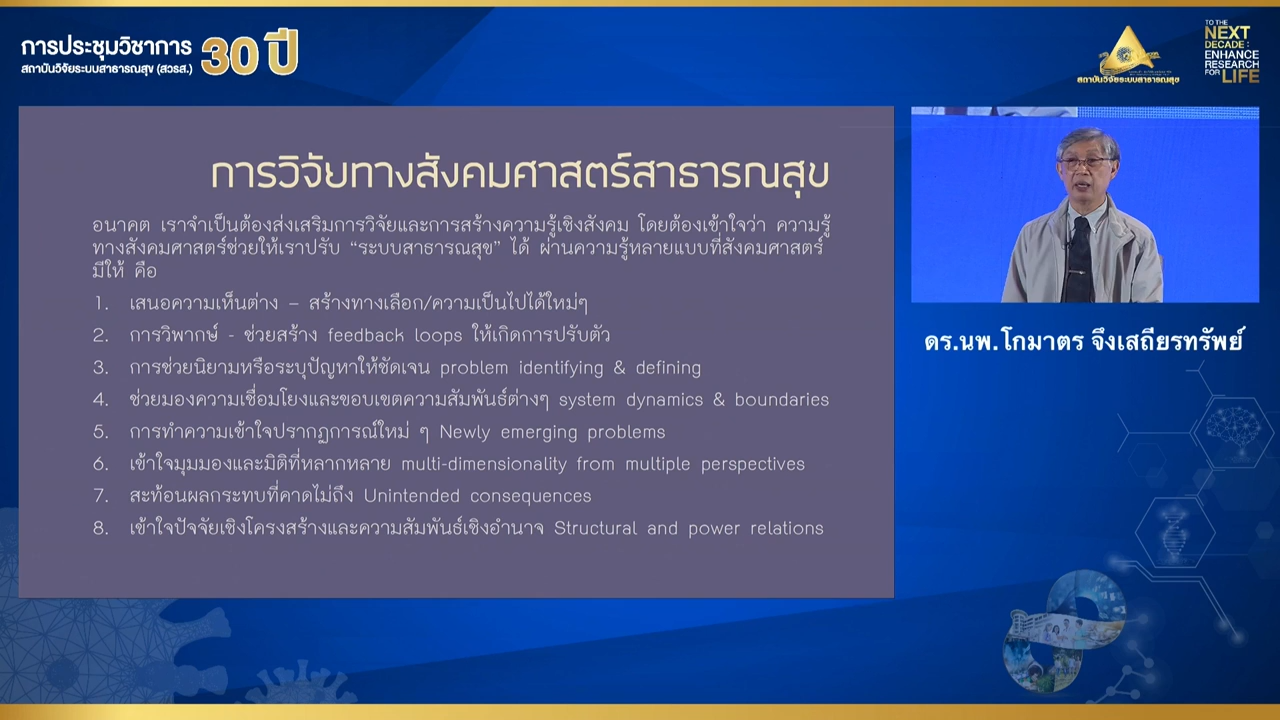 การประชุมวิชาการ
สถาบันวิจัยระบบสาธารณสุข (สวรส.)
30 ปี
สถาบันวิจัยระบบสาธารณสุข
TO THE
NEXT
DECADE :
ENHANCE
RESEARCH
FOR LIFE
การวิจัยทางสังคมศาสตร์สาธารณสุข
อนาคต เราจำเป็นต้องส่งเสริมการวิจัยและการสร้างความรู้เชิงสังคม โดยต้องเข้าใจว่า ความรู้
ทางสังคมศาสตร์ช่วยให้เราปรับ “ระบบสาธารณสุข” ได้ ผ่านความรู้หลายแบบที่สังคมศาสตร์
มีให้ คือ
1. เสนอความเห็นต่าง – สร้างทางเลือก/ความเป็นไปได้ใหม่ๆ
2. การวิพากษ์ - ช่วยสร้าง feedback loops ให้เกิดการปรับตัว
3. การช่วยนิยามหรือระบุปัญหาให้ชัดเจน problem identifying & defining
4. ช่วยมองความเชื่อมโยงและขอบเขตความสัมพันธ์ต่างๆ system dynamics & boundaries
5. การทำความเข้าใจปรากฏการณ์ใหม่ ๆ Newly emerging problems
6. เข้าใจมุมมองและมิติที่หลากหลาย multi-dimensionality from multiple perspectives
7. สะท้อนผลกระทบที่คาดไม่ถึง Unintended consequences
8. เข้าใจปัจจัยเชิงโครงสร้างและความสัมพันธ์เชิงอำนาจ Structural and power relations
ดร.นพ.โกมาตร จึงเสถียรทรัพย์